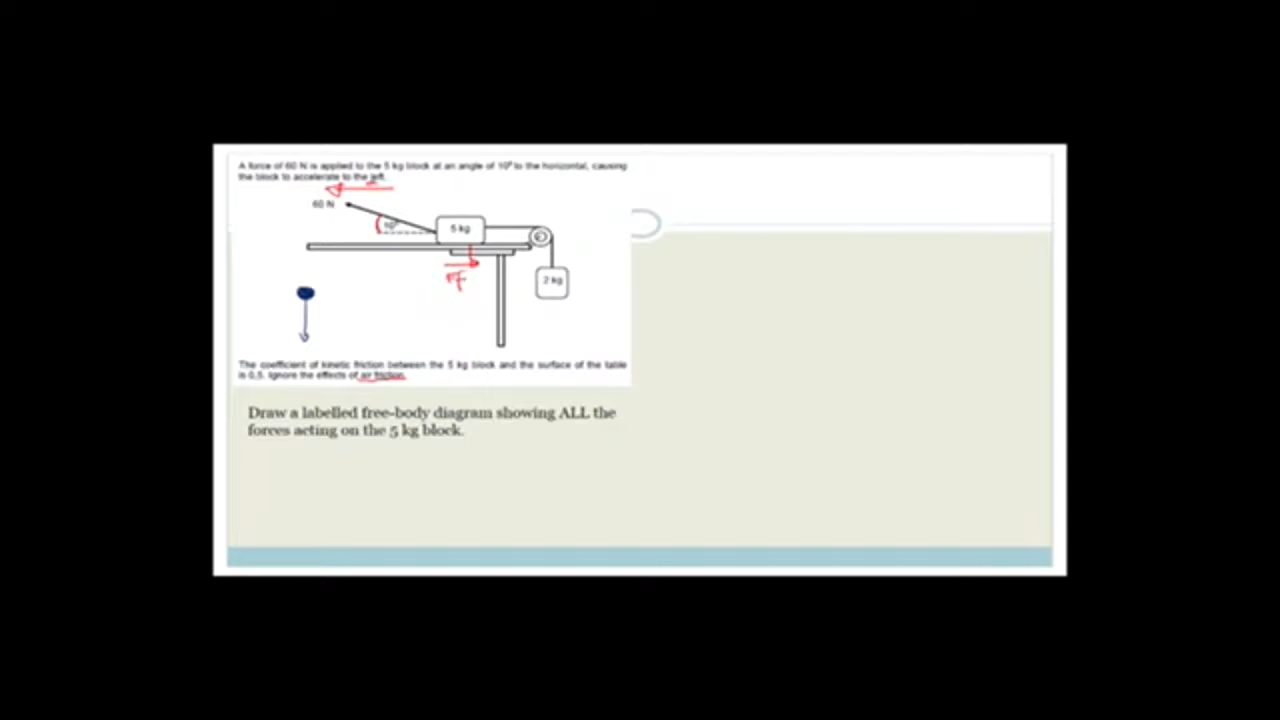 A force of 60 N is applied to the 5 kg block at an angle of 10⁰ to the horizontal, causing
the block to accelerate to the left.
a
60 N
10⁰
5 kg
Ff
2 kg
The coefficient of kinetic friction between the 5 kg block and the surface of the table
is 0,5. Ignore the effects of air friction.
Draw a labelled free-body diagram showing ALL the
forces acting on the 5 kg block.